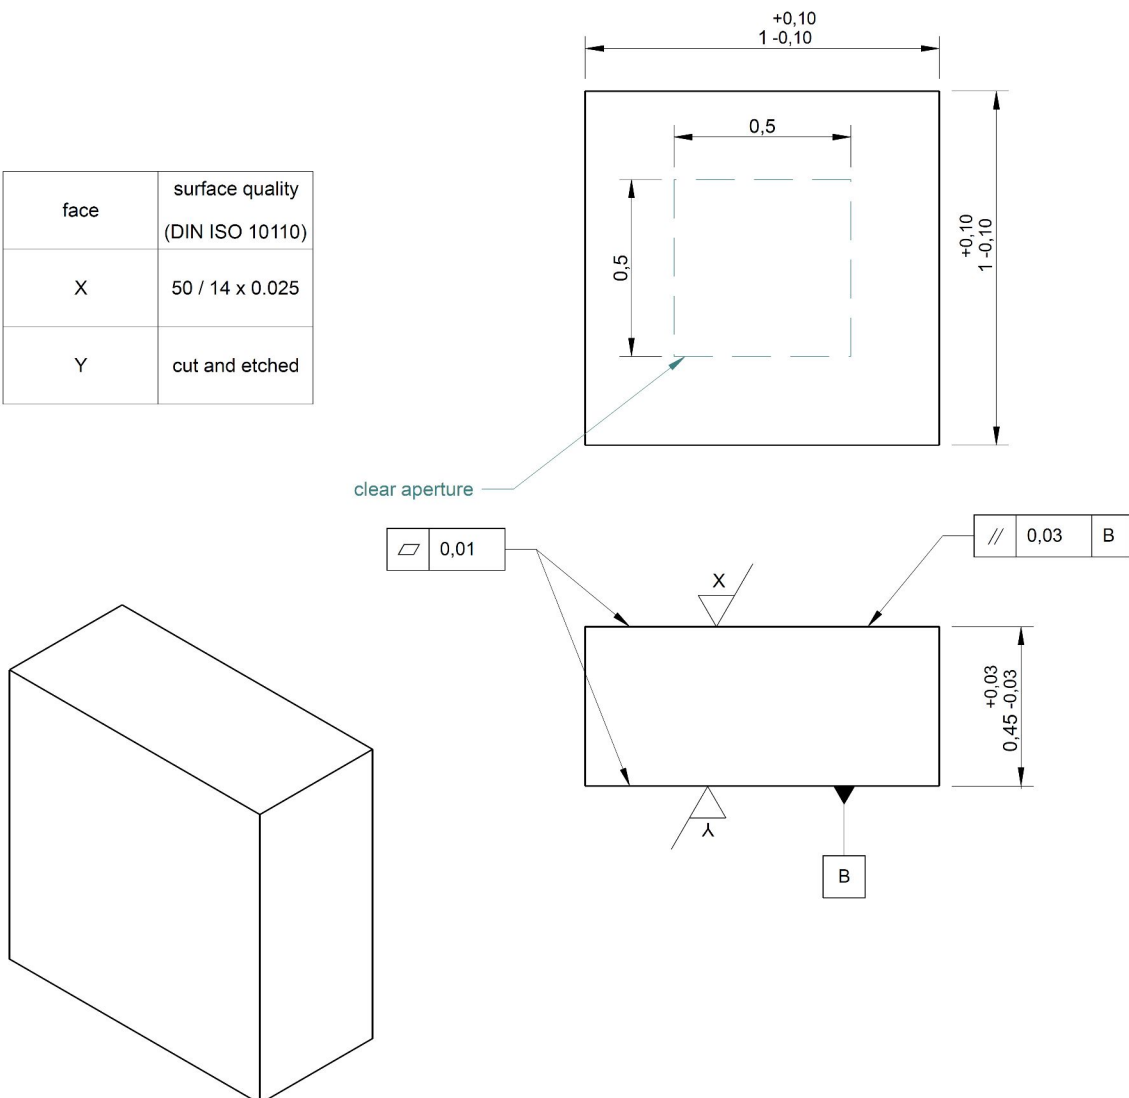 +0,10
1 -0,10
0,5
0,5
+0,10
1 -0,10
face
surface quality
(DIN ISO 10110)
X
50 / 14 x 0.025
Y
cut and etched
clear aperture
⏥ 0,01
// 0,03 B
X
+0,03
0,45 -0,03
Y
B